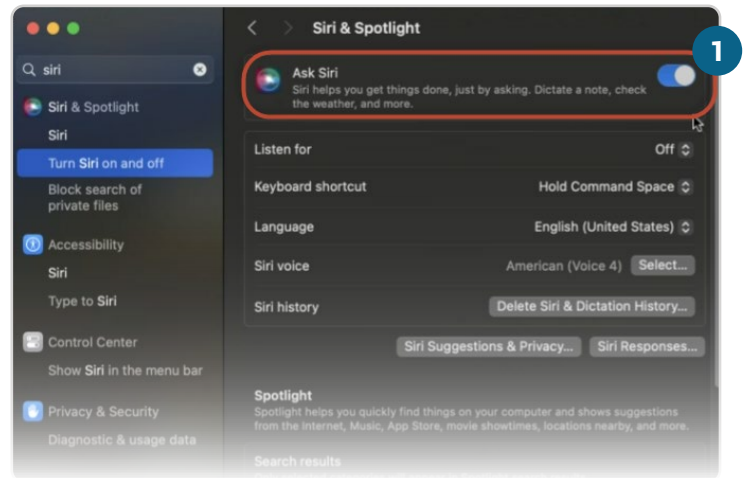 Siri & Spotlight
1
siri
Ask Siri
Siri helps you get things done, just by asking. Dictate a note, check
the weather, and more.
Siri & Spotlight
Siri
Turn Siri on and off
Block search of
private files
Accessibility
Siri
Type to Siri
Control Center
Show Siri in the menu bar
Privacy & Security
Diagnostic & usage data
Listen for Off
Keyboard shortcut Hold Command Space
Language English (United States)
Siri voice American (Voice 4) Select...
Siri history Delete Siri & Dictation History...
Siri Suggestions & Privacy... Siri Responses...
Spotlight
Spotlight helps you quickly find things on your computer and shows suggestions
from the Internet, Music, App Store, movie showtimes, locations nearby, and more.
Search results